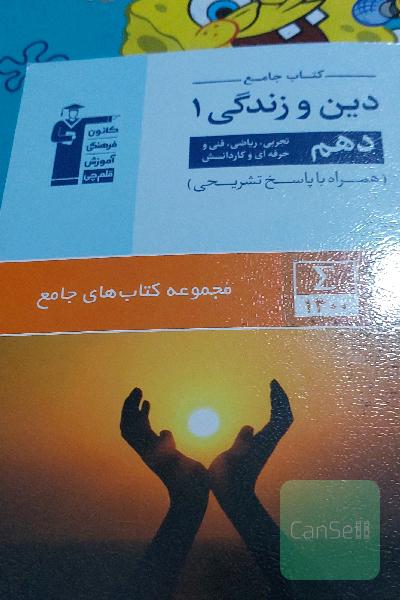 کتاب جامع
دین و زندگی ۱
دهم
تجربی، ریاضی، فنی و
حرفه ای و کاردانش
(همراه با پاسخ تشریحی)
کانون
فرهنگی
آموزش
قلم‌چی
مجموعه کتاب‌های جامع
Σ
۱۴۰۰
CanSell